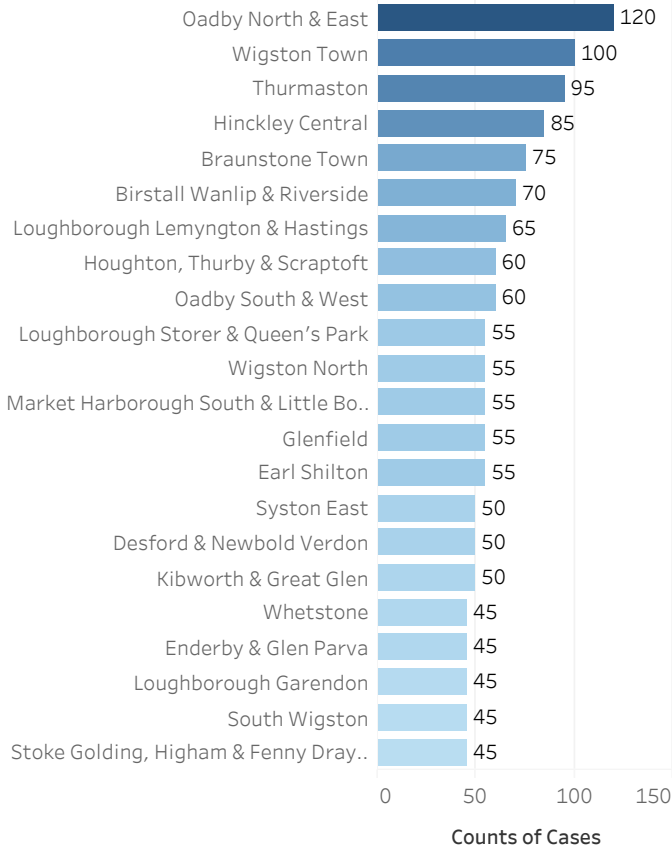 Oadby North & East 120
Wigston Town 100
Thurmaston 95
Hinckley Central 85
Braunstone Town 75
Birstall Wanlip & Riverside 70
Loughborough Lemyngton & Hastings 65
Houghton, Thurby & Scraptoft 60
Oadby South & West 60
Loughborough Storer & Queen's Park 55
Wigston North 55
Market Harborough South & Little Bo.. 55
Glenfield 55
Earl Shilton 55
Syston East 50
Desford & Newbold Verdon 50
Kibworth & Great Glen 50
Whetstone 45
Enderby & Glen Parva 45
Loughborough Garendon 45
South Wigston 45
Stoke Golding, Higham & Fenny Dray.. 45
0 50 100 150
Counts of Cases